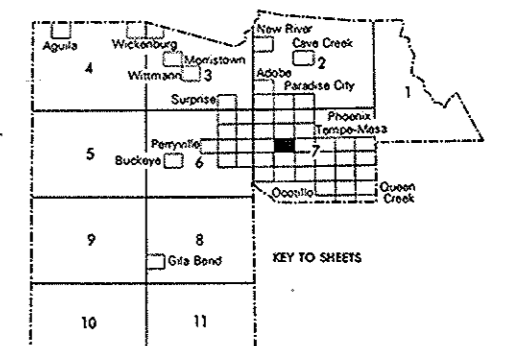 New River
Aguila
Wickenburg
Cave Creek
Morristown
2
4
Wittmann
3
Adobe
1
Surprise
Paradise City
Phoenix
Tempe-Mesa
Perryville
7
5
Buckeye
6
Ocotillo
Queen
Creek
9
8
Gila Bend
KEY TO SHEETS
10
11